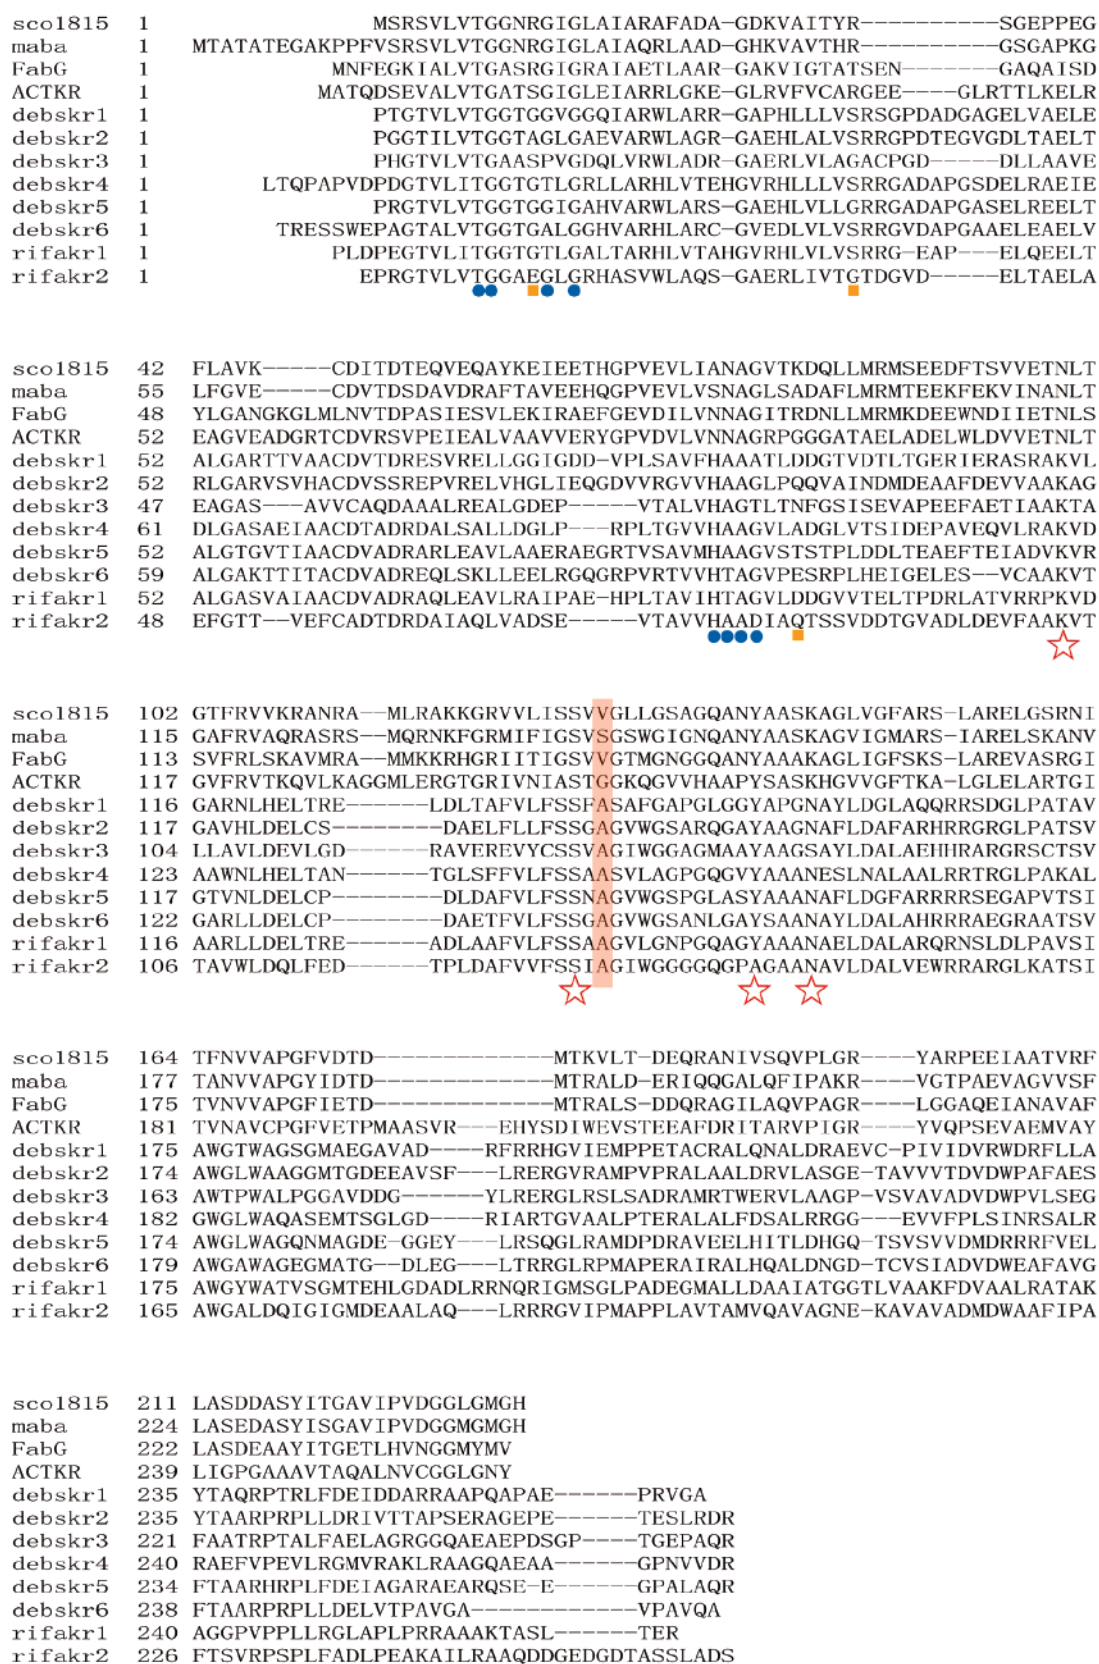 sco1815 1 MSRSVLVTGGNRGIGLAIARAFADA-GDKVAITYR----------SGEPPEG
maba 1 MTATATEGAKPPFVSRSVLVTGGNRGIGLAIAQRLAAD-GHKVAVTHR----------GSGAPKG
FabG 1 MNFEGKIALVTGASRGIGRAIAETLAAR-GAKVIGTATSEN-------GAQAISD
ACTKR 1 MATQDSEVALVTGATSGIGLEIARRLGKE-GLRVFVCARGEE----GLRTTLKELR
debskr1 1 PTGTVLVTGGTGGVGGQIARWLARR-GAPHLLLVSRSGPDADGAGELVAELE
debskr2 1 PGGTILVTGGTAGLGAEVARWLAGR-GAEHLALVSRRGPDTEGVGDLTAELT
debskr3 1 PHGTVLVTGAASPVGDQLVRWLADR-GAERLVLAGACPGD-----DLLAAVE
debskr4 1 LTQPAPVDPDGTVLITGGTGTLGRLLARHLVTEHGVRHLLLVSRRGADAPGSDELRAEIE
debskr5 1 PRGTVLVTGGTGGIGAHVARWLARS-GAEHLVLLGRRGADAPGASELREELT
debskr6 1 TRESSWEPAGTALVTGGTGALGGHVARHLARC-GVEDLVLVSRRGVDAPGAAELEAELV
rifakr1 1 PLDPEGTVLITGGTGTLGALTARHLVTAHGVRHLVLVSRRG-EAP---ELQEELT
rifakr2 1 EPRGTVLVTGGAEGLGRHASVWLAQS-GAERLIVTGTDGVD-----ELTAELA
sco1815 42 FLAVK-----CDITDTEQVEQAYKEIEETHGPVEVLIANAGVTKDQLLMRMSEEDFTSVVETNLT
maba 55 LFGVE-----CDVTDSDAVDRAFTAVEEHQGPVEVLVSNAGLSADAFLMRMTEEKFEKVINANLT
FabG 48 YLGANGKGLMLNVTDPASIESVLEKIRAEFGEVDILVNNAGITRDNLLMRMKDEEWNDIIETNLS
ACTKR 52 EAGVEADGRTCDVRSVPEIEALVAAVVERYGPVDVLVNNAGRPGGGATAELADELWLDVVETNLT
debskr1 52 ALGARTTVAACDVTDRESVRELLGGIGDD-VPLSAVFHAAATLDDGTVDTLTGERIERASRAKVL
debskr2 52 RLGARVSVHACDVSSREPVRELVHGLIEQGDVVRGVVHAAGLPQQVAINDMDEAAFDEVVAAKAG
debskr3 47 EAGAS---AVVCAQDAAALREALGDEP-----VTALVHAGTLTNFGSISEVAPEEFAETIAAKTA
debskr4 61 DLGASAEIAACDTADRDALSALLDGLP---RPLTGVVHAAGVLADGLVTSIDEPAVEQVLRAKVD
debskr5 52 ALGTGVTIAACDVADRARLEAVLAAERAEGRTVSAVMHAAGVSTSTPLDDLTEAEFTEIADVKVR
debskr6 59 ALGAKTTITACDVADREQLSKLLEELRGQGRPVRTVVHTAGVPESRPLHEIGELES--VCAAKVT
rifakr1 52 ALGASVAIAACDVADRAQLEAVLRAIPAE-HPLTAVIHTAGVLDDGVVTELTPDRLATVRRPKVD
rifakr2 48 EFGTT--VEFCADTDRDAIAQLVADSE-----VTAVVHAADIAQTSSVDDTGVADLDEVFAAKVT
sco1815 102 GTFRVVKRANRA--MLRAKKGRVVLISSVVGLLGSAGQANYAASKAGLVGFARS-LARELGSRNI
maba 115 GAFRVAQRASRS--MQRNKFGRMIFIGSVSGSWGIGNQANYAASKAGVIGMARS-IARELSKANV
FabG 113 SVFRLSKAVMRA--MMKKRHGRIITIGSVVGTMGNGGQANYAAAKAGLIGFSKS-LAREVASRGI
ACTKR 117 GVFRVTKQVLKAGGMLERGTGRIVNIASTGGKQGVVHAAPYSASKHGVVGFTKA-LGLELARTGI
debskr1 116 GARNLHELTRE-------LDLTAFVLFSSFASAFGAPGLGGYAPGNAYLDGLAQQRRSDGLPATAV
debskr2 117 GAVHLDELCS--------DAELFLLFSSGAGVWGSARQGAYAAGNAFLDAFARHRRGRGLPATSV
debskr3 104 LLAVLDEVLGD-------RAVEREVYCSSVAGIWGGAGMAAYAAGSAYLDALAEHHRARGRSCTSV
debskr4 123 AAWNLHELTAN-------TGLSFFVLFSSAASVLAGPGQGVYAAANESLNALAALRRTRGLPAKAL
debskr5 117 GTVNLDELCP--------DLDAFVLFSSNAGVWGSPGLASYAAANAFLDGFARRRRSEGAPVTSI
debskr6 122 GARLLDELCP--------DAETFVLFSSGAGVWGSANLGAYSAANAYLDALAHRRRAEGRAATSV
rifakr1 116 AARLLDELTRE-------ADLAAFVLFSSAAGVLGNPGQAGYAAANAELDALARQRNSLDLPAVSI
rifakr2 106 TAVWLDQLFED-------TPLDAFVVFSSIAGIWGGGGQGPAGAANAVLDALVEWRRARGLKATSI
sco1815 164 TFNVVAPGFVDTD-------------MTKVLT-DEQRANIVSQVPLGR----YARPEEIAATVRF
maba 177 TANVVAPGYIDTD-------------MTRALD-ERIQQGALQFIPAKR----VGTPAEVAGVVSF
FabG 175 TVNVVAPGFIETD-------------MTRALS-DDQRAGILAQVPAGR----LGGAQEIANAVAF
ACTKR 181 TVNAVCPGFVETPMAASVR---EHYSDIWEVSTEEAFDRITARVPIGR----YVQPSEVAEMVAY
debskr1 175 AWGTWAGSGMAEGAVAD----RFRRHGVIEMPPETACRALQNALDRAEVC-PIVIDVRWDRFLLA
debskr2 174 AWGLWAAGGMTGDEEAVSF---LRERGVRAMPVPRALAALDRVLASGE-TAVVVTDVDWPAFAES
debskr3 163 AWTPWALPGGAVDDG------YLRERGLRSLSADRAMRTWERVLAAGP-VSVAVADVDWPVLSEG
debskr4 182 GWGLWAQASEMTSGLGD----RIARTGVAALPTERALALFDSALRRGG---EVVFPLSINRSALR
debskr5 174 AWGLWAGQNMAGDE-GGEY---LRSQGLRAMDPDRAVEELHITLDHGQ-TSVSVVDMDRRRFVEL
debskr6 179 AWGAWAGEGMATG--DLEG---LTRRGLRPMAPERAIRALHQALDNGD-TCVSIADVDWEAFAVG
rifakr1 175 AWGYWATVSGMTEHLGDADLRRNQRIGMSGLPADEGMALLDAAIATGGTLVAAKFDVAALRATAK
rifakr2 165 AWGALDQIGIGMDEAALAQ---LRRRGVIPMAPPLAVTAMVQAVAGNE-KAVAVADMDWAAFIPA
sco1815 211 LASDDASYITGAVIPVDGGLGMGH
maba 224 LASEDASYISGAVIPVDGGMGMGH
FabG 222 LASDEAAYITGETLHVNGGMYMV
ACTKR 239 LIGPGAAAVTAQALNVCGGLGNY
debskr1 235 YTAQRPTRLFDEIDDARRAAPQAPAE------PRVGA
debskr2 235 YTAARPRPLLDRIVTTAPSERAGEPE------TESLRDR
debskr3 221 FAATRPTALFAELAGRGGQAEAEPDSGP----TGEPAQR
debskr4 240 RAEFVPEVLRGMVRAKLRAAGQAEAA------GPNVVDR
debskr5 234 FTAARHRPLFDEIAGARAEARQSE-E------GPALAQR
debskr6 238 FTAARPRPLLDELVTPAVGA------------VPAVQA
rifakr1 240 AGGPVPPLLRGLAPLPRRAAAKTASL------TER
rifakr2 226 FTSVRPSPLFADLPEAKAILRAAQDDGEDGDTASSLADS